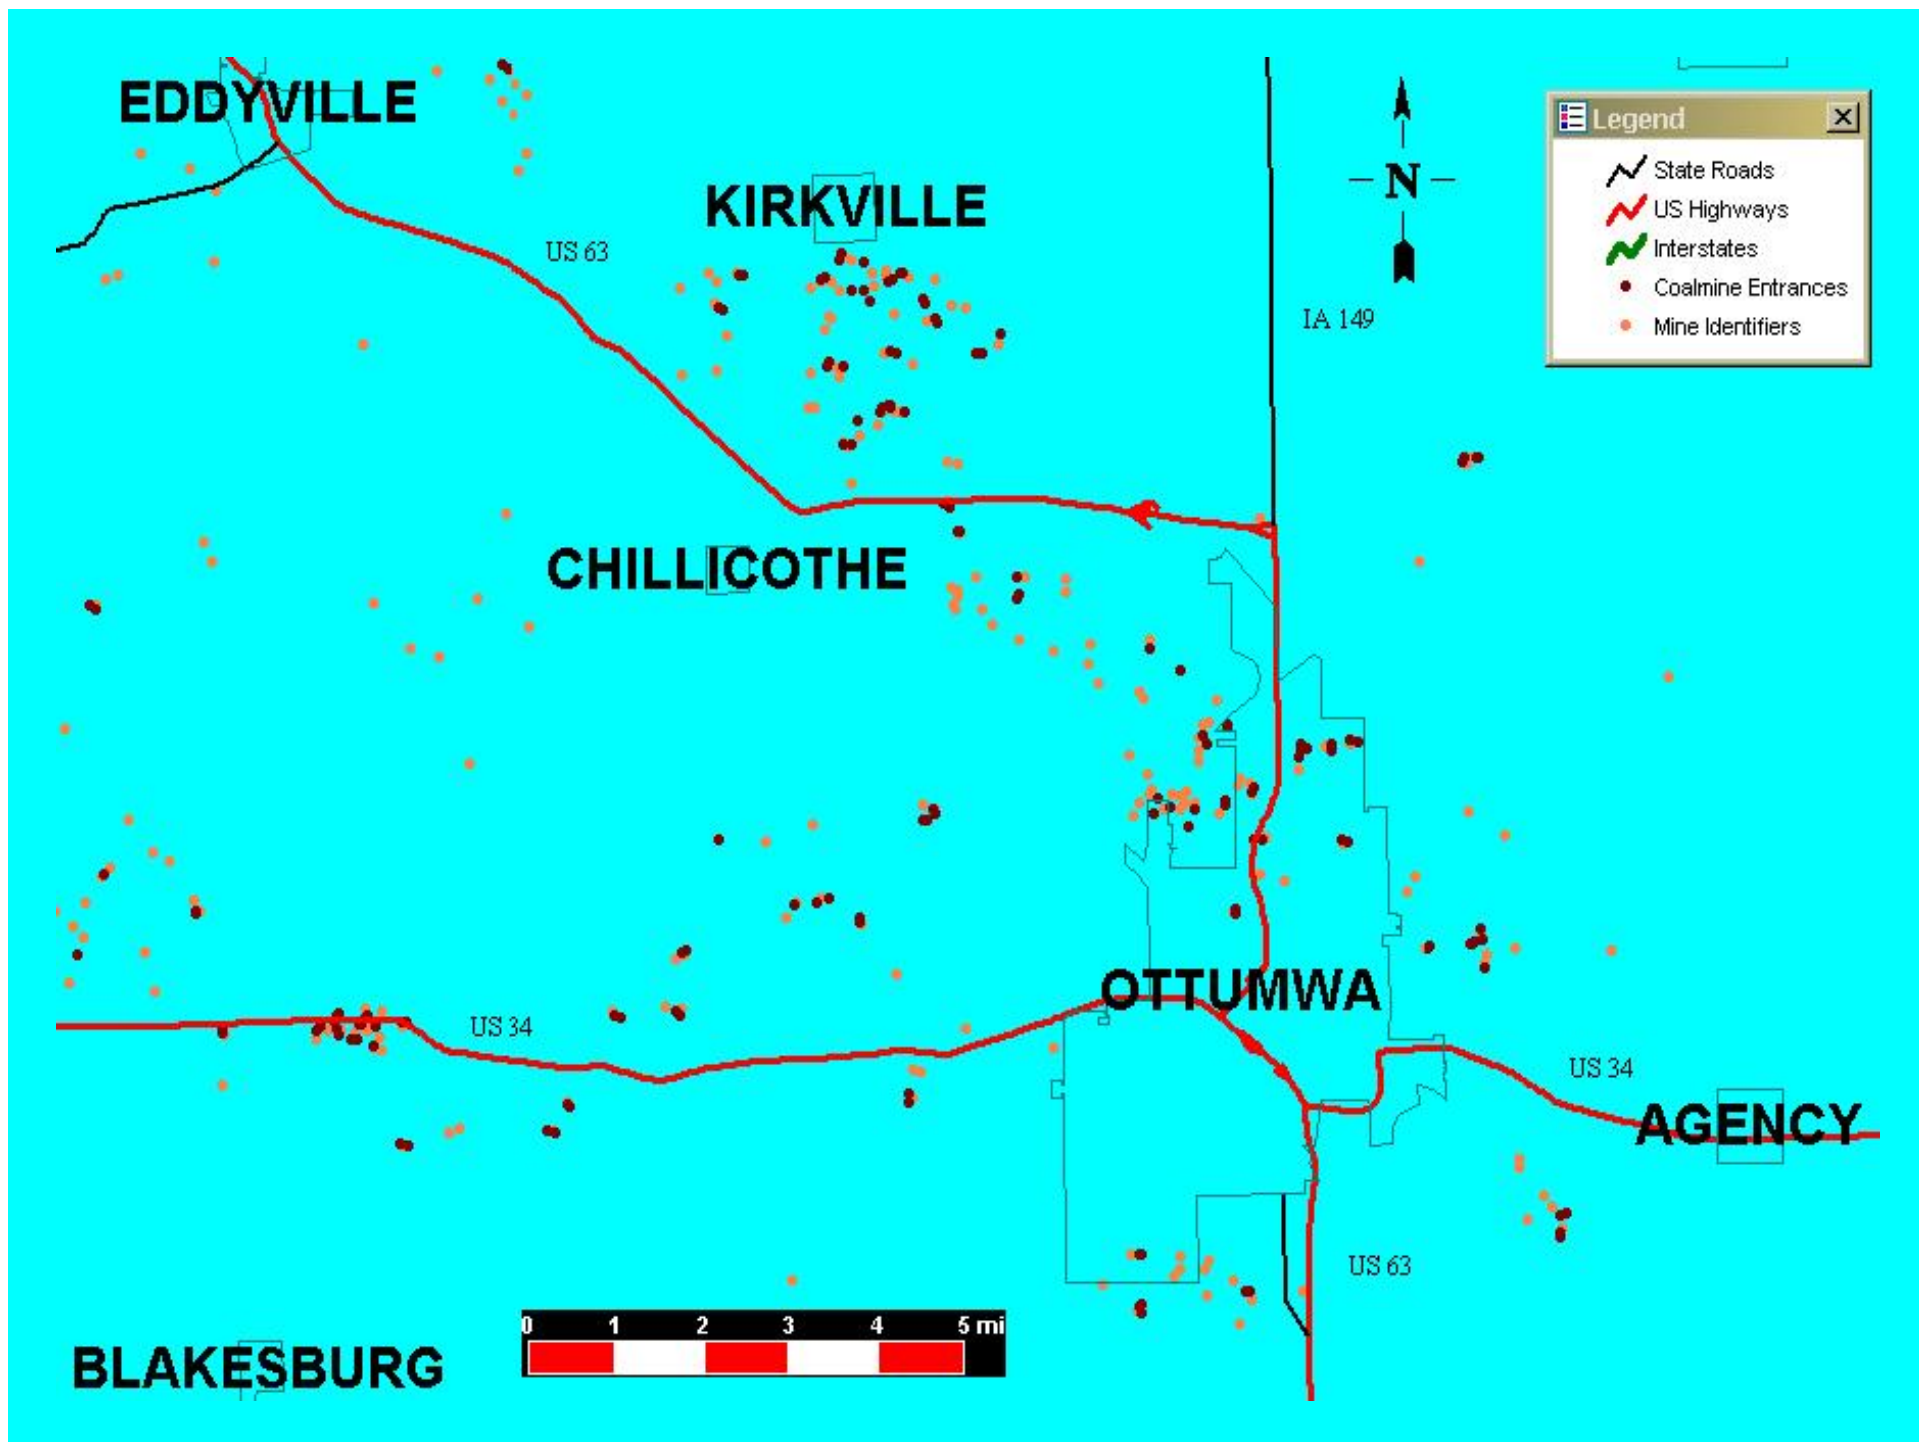 EDDYVILLE
Legend
State Roads
US Highways
Interstates
Coalmine Entrances
Mine Identifiers
N
KIRKVILLE
US 63
IA 149
CHILLICOTHE
OTTUMWA
US 34
US 34
AGENCY
US 63
0 1 2 3 4 5 mi
BLAKESBURG